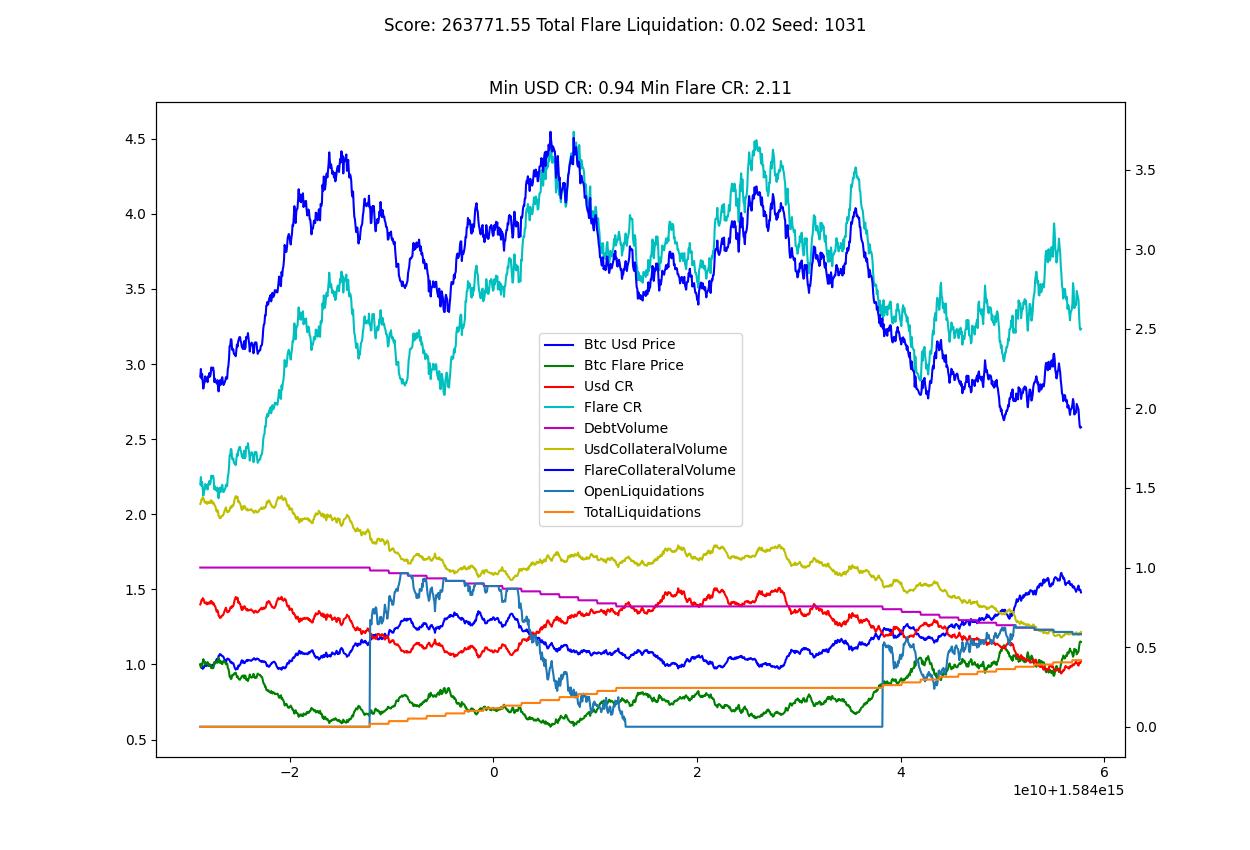 Score: 263771.55 Total Flare Liquidation: 0.02 Seed: 1031
Min USD CR: 0.94 Min Flare CR: 2.11
4.5
4.0
3.5
3.0
2.5
2.0
1.5
1.0
0.5
3.5
3.0
2.5
2.0
1.5
1.0
0.5
0.0
Btc Usd Price
Btc Flare Price
Usd CR
Flare CR
DebtVolume
UsdCollateralVolume
FlareCollateralVolume
OpenLiquidations
TotalLiquidations
−2 0 2 4 6
1e10+1.584e15